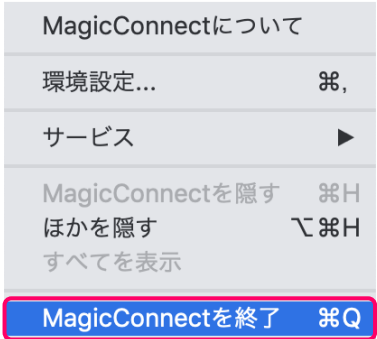 MagicConnectについて
環境設定... ⌘,
サービス ▶
MagicConnectを隠す ⌘H
ほかを隠す ⌥⌘H
すべてを表示
MagicConnectを終了 ⌘Q